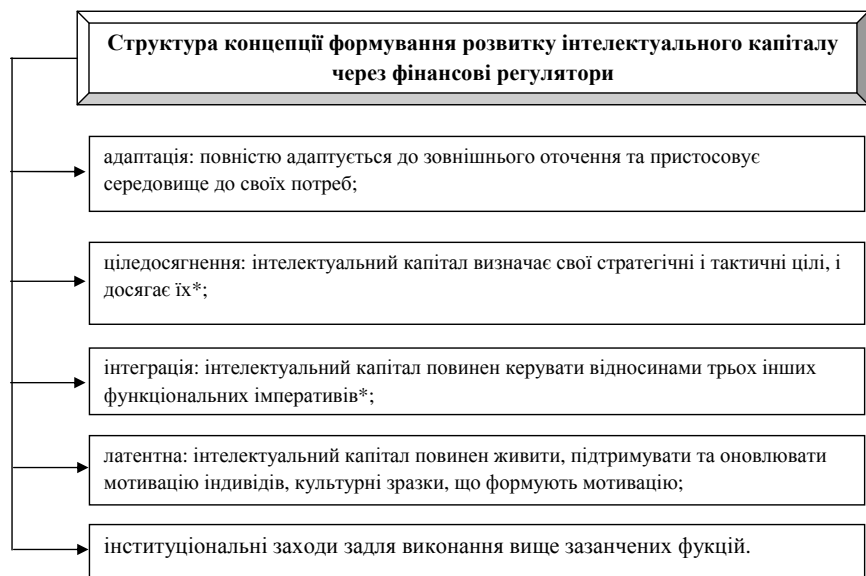 Структура концепції формування розвитку інтелектуального капіталу
через фінансові регулятори
адаптація: повністю адаптується до зовнішнього оточення та пристосовує
середовище до своїх потреб;
ціледосягнення: інтелектуальний капітал визначає свої стратегічні і тактичні цілі, і
досягає їх*;
інтеграція: інтелектуальний капітал повинен керувати відносинами трьох інших
функціональних імперативів*;
латентна: інтелектуальний капітал повинен живити, підтримувати та оновлювати
мотивацію індивідів, культурні зразки, що формують мотивацію;
інституціональні заходи задля виконання вище зазанчених фукцій.